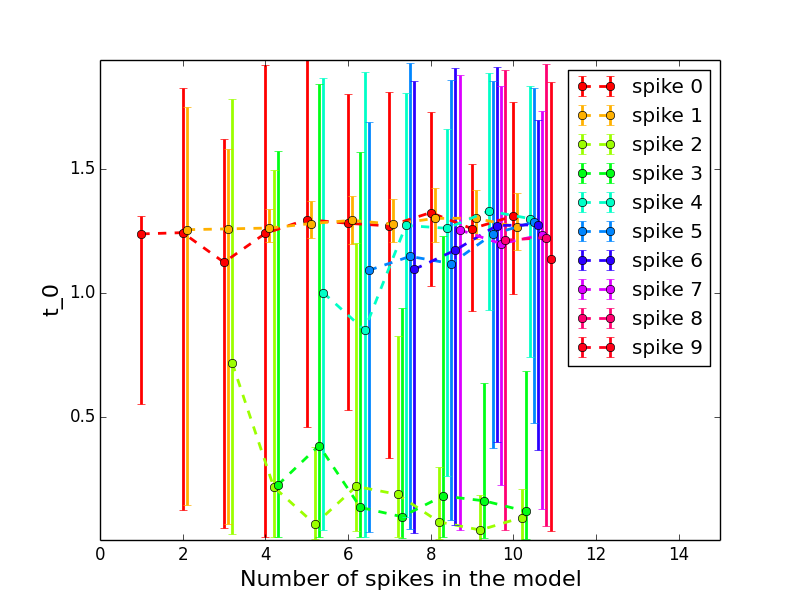 1.5
1.0
0.5
t_0
0 2 4 6 8 10 12 14
Number of spikes in the model
spike 0
spike 1
spike 2
spike 3
spike 4
spike 5
spike 6
spike 7
spike 8
spike 9